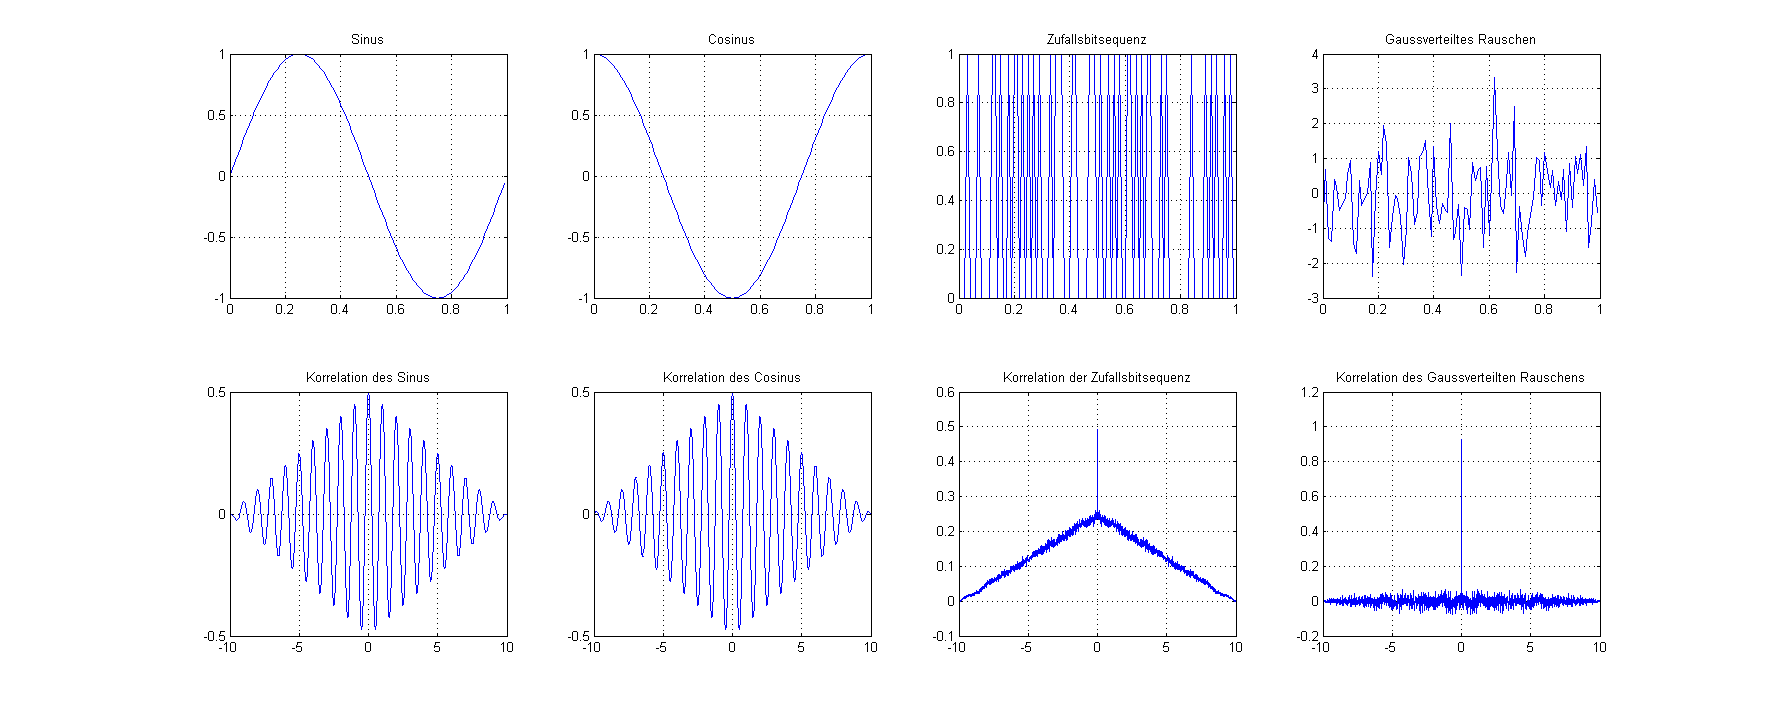 Sinus
1
0.5
0
-0.5
-1
0 0.2 0.4 0.6 0.8 1
Cosinus
1
0.5
0
-0.5
-1
0 0.2 0.4 0.6 0.8 1
Zufallsbitsequenz
1
0.8
0.6
0.4
0.2
0
0 0.2 0.4 0.6 0.8 1
Gaussverteiltes Rauschen
4
3
2
1
0
-1
-2
-3
0 0.2 0.4 0.6 0.8 1
Korrelation des Sinus
0.5
0
-0.5
-10 -5 0 5 10
Korrelation des Cosinus
0.5
0
-0.5
-10 -5 0 5 10
Korrelation der Zufallsbitsequenz
0.6
0.5
0.4
0.3
0.2
0.1
0
-0.1
-10 -5 0 5 10
Korrelation des Gaussverteilten Rauschens
1.2
1
0.8
0.6
0.4
0.2
0
-0.2
-10 -5 0 5 10